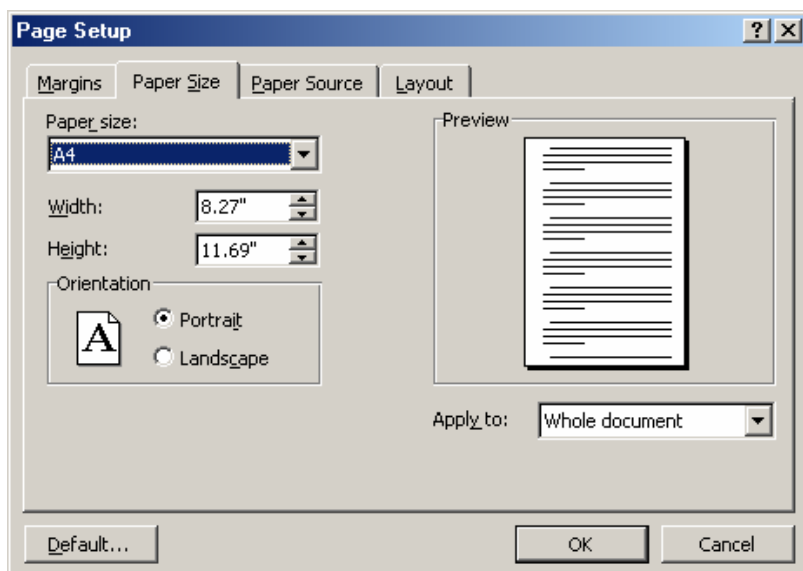 Page Setup
Margins
Paper Size
Paper Source
Layout
Paper size:
A4
Width:
8.27"
Height:
11.69"
Orientation
A
Portrait
Landscape
Preview
Apply to:
Whole document
Default...
OK
Cancel